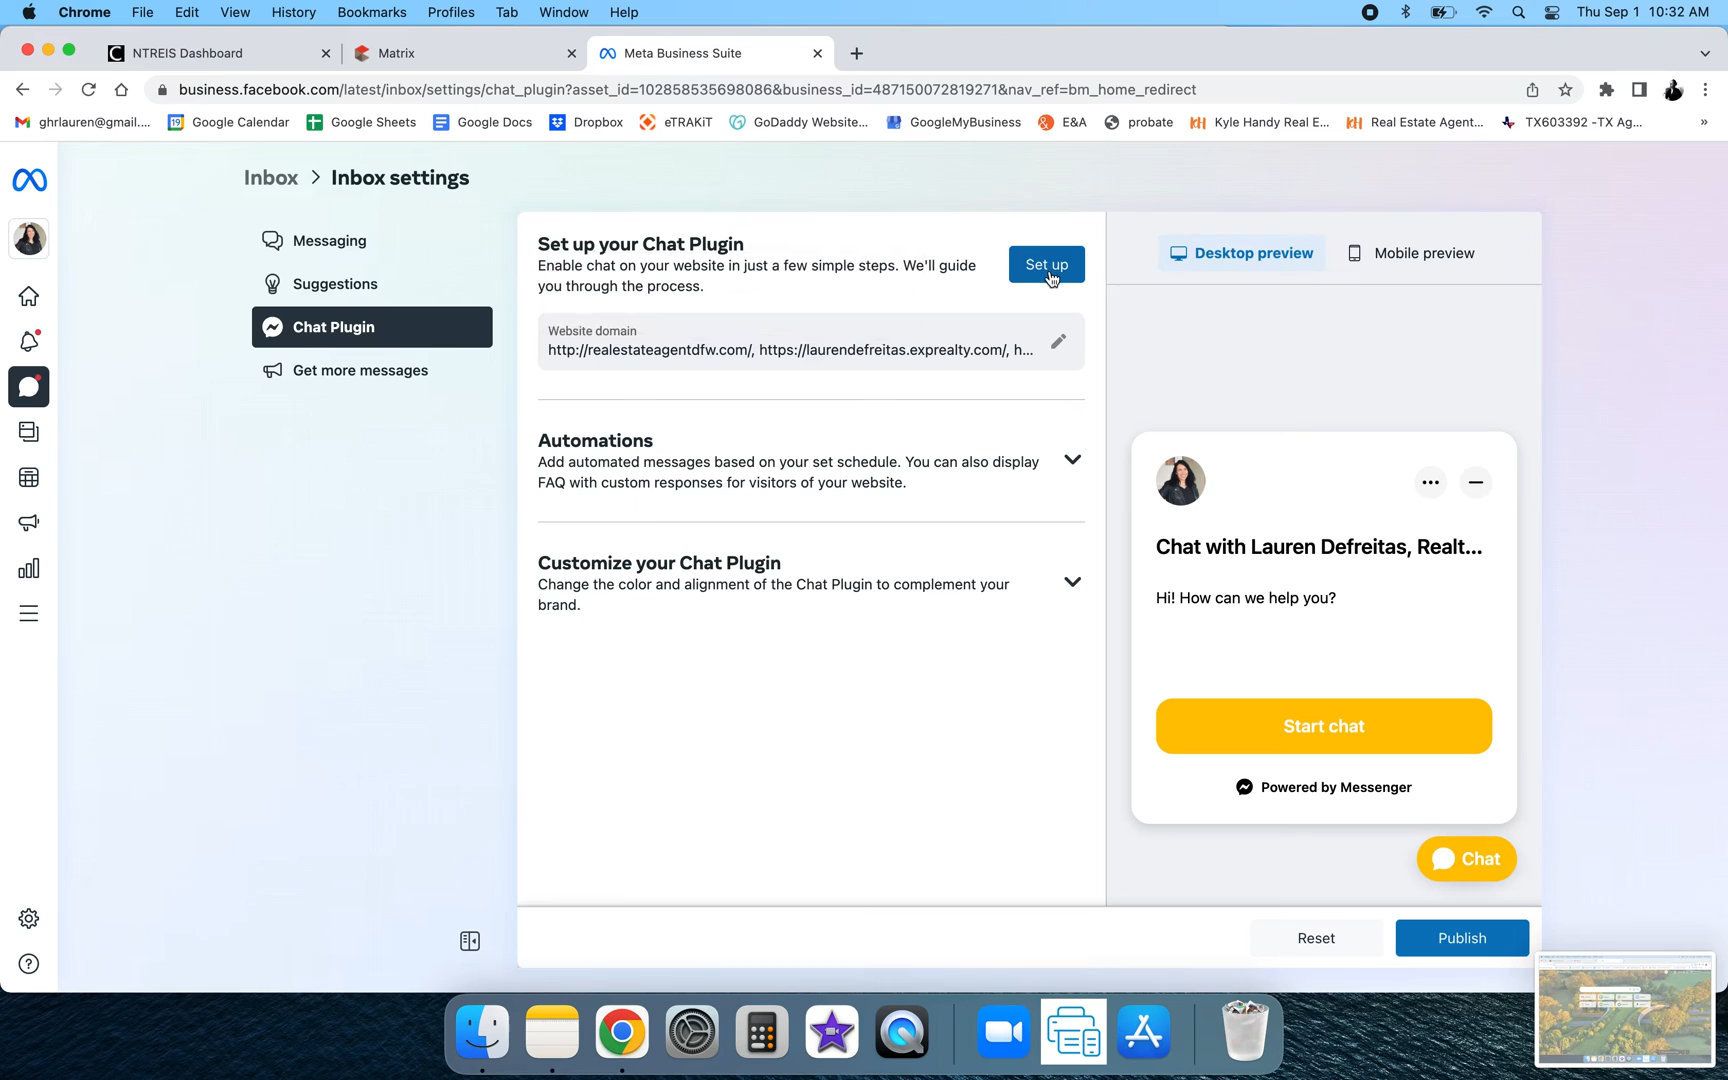 Chrome File Edit View History Bookmarks Profiles Tab Window Help Thu Sep 1 10:32 AM
NTREIS Dashboard Matrix Meta Business Suite
business.facebook.com/latest/inbox/settings/chat_plugin?asset_id=102858535698086&business_id=487150072819271&nav_ref=bm_home_redirect
ghrlauren@gmail.... Google Calendar Google Sheets Google Docs Dropbox eTRAKiT GoDaddy Website... GoogleMyBusiness E&A probate Kyle Handy Real E... Real Estate Agent... TX603392 -TX Ag... »
Inbox > Inbox settings
Messaging
Suggestions
Chat Plugin
Get more messages
Set up your Chat Plugin
Enable chat on your website in just a few simple steps. We'll guide
you through the process.
Set up
Website domain
http://realestateagentdfw.com/, https://laurendefreitas.exprealty.com/, h...
Automations
Add automated messages based on your set schedule. You can also display
FAQ with custom responses for visitors of your website.
Customize your Chat Plugin
Change the color and alignment of the Chat Plugin to complement your
brand.
Desktop preview Mobile preview
Chat with Lauren Defreitas, Realt...
Hi! How can we help you?
Start chat
Powered by Messenger
Chat
Reset Publish